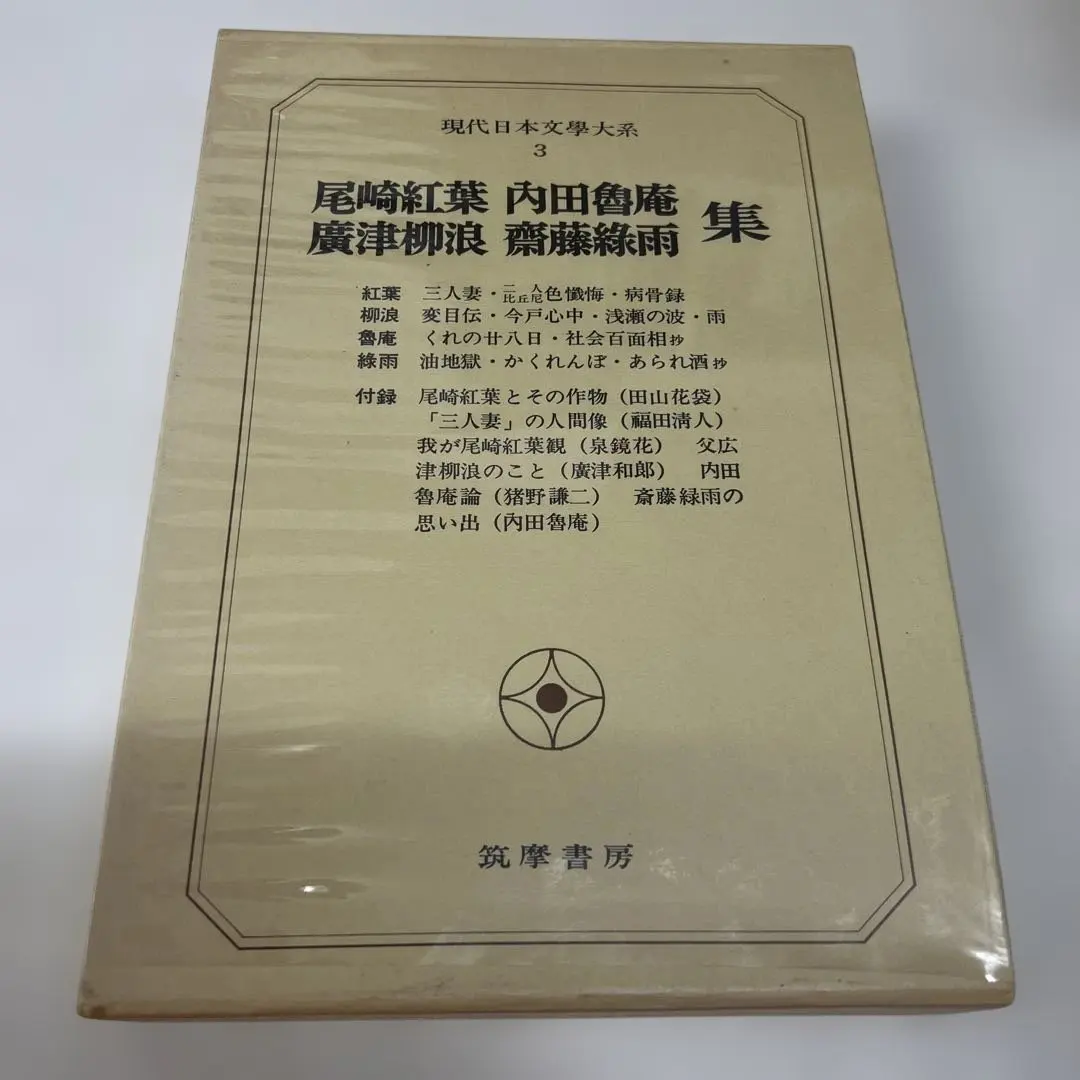 現代日本文學大系
3
尾崎紅葉 內田魯庵
廣津柳浪 齋藤綠雨 集
紅葉 三人妻・二人比丘尼色懺悔・病骨録
柳浪 変目伝・今戸心中・浅瀬の波・雨
魯庵 くれの廿八日・社会百面相抄
綠雨 油地獄・かくれんぼ・あられ酒抄
付録 尾崎紅葉とその作物（田山花袋）
「三人妻」の人間像（福田清人）
我が尾崎紅葉観（泉鏡花） 父広
津柳浪のこと（廣津和郎） 内田
魯庵論（猪野謙二） 斎藤緑雨の
思い出（內田魯庵）
筑摩書房